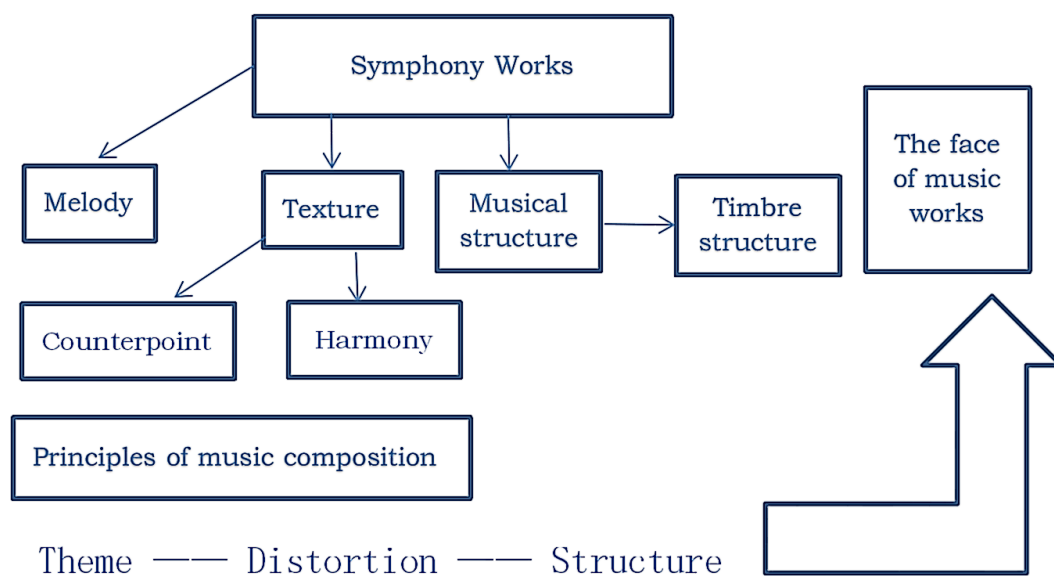 Symphony Works
The face
of music
works
Melody
Texture
Musical
structure
Timbre
structure
Counterpoint
Harmony
Principles of music composition
Theme —— Distortion —— Structure